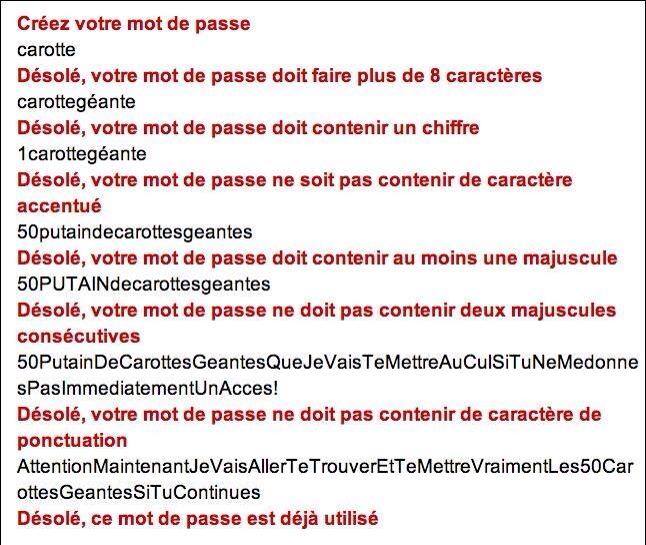 Créez votre mot de passe
carotte
Désolé, votre mot de passe doit faire plus de 8 caractères
carottegéante
Désolé, votre mot de passe doit contenir un chiffre
1carottegéante
Désolé, votre mot de passe ne soit pas contenir de caractère
accentué
50putaindecarottesgeantes
Désolé, votre mot de passe doit contenir au moins une majuscule
50PUTAINdecarottesgeantes
Désolé, votre mot de passe ne doit pas contenir deux majuscules
consécutives
50PutainDeCarottesGeantesQueJeVaisTeMettreAuCulSiTuNeMedonne
sPasImmediatementUnAcces!
Désolé, votre mot de passe ne doit pas contenir de caractère de
ponctuation
AttentionMaintenantJeVaisAllerTeTrouverEtTeMettreVraimentLes50Car
ottesGeantesSiTuContinues
Désolé, ce mot de passe est déjà utilisé